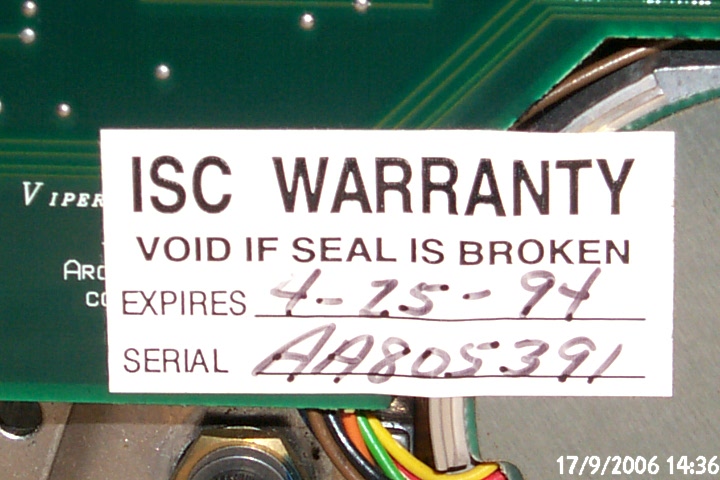 ISC WARRANTY
VOID IF SEAL IS BROKEN
EXPIRES 4-25-94
SERIAL AA805391
VIPER
17/9/2006 14:36